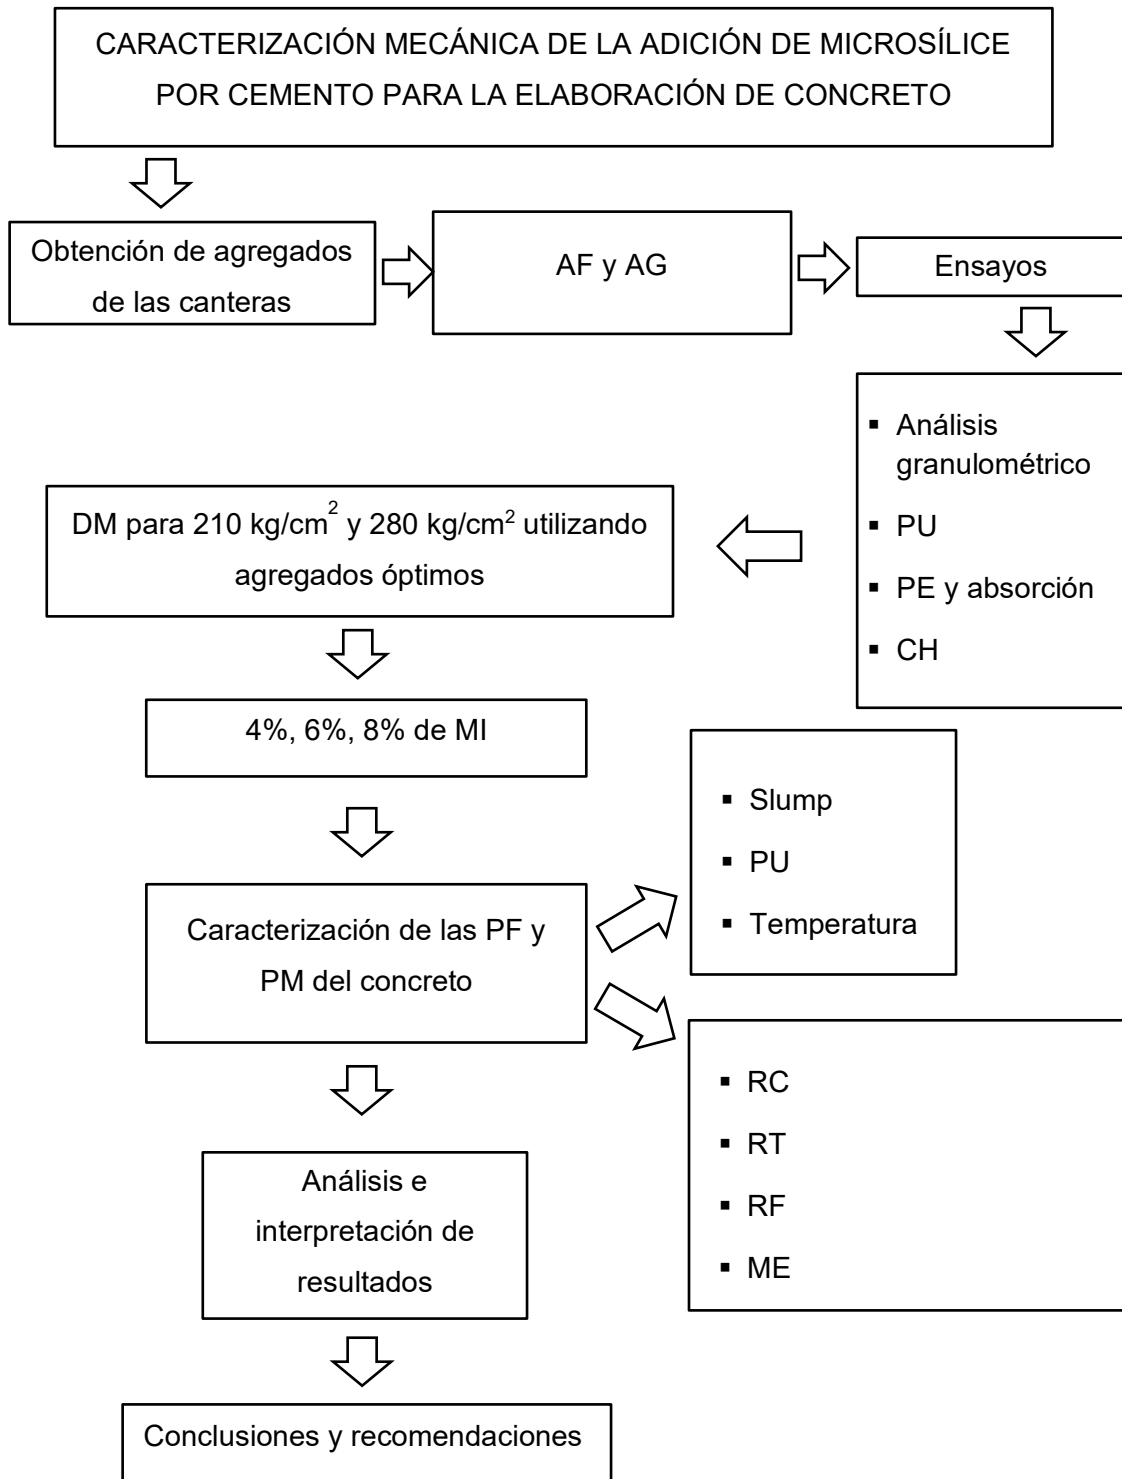 CARACTERIZACIÓN MECÁNICA DE LA ADICIÓN DE MICROSÍLICE
POR CEMENTO PARA LA ELABORACIÓN DE CONCRETO
Obtención de agregados
de las canteras
AF y AG
Ensayos
▪ Análisis
granulométrico
▪ PU
▪ PE y absorción
▪ CH
DM para 210 kg/cm² y 280 kg/cm² utilizando
agregados óptimos
4%, 6%, 8% de MI
Caracterización de las PF y
PM del concreto
▪ Slump
▪ PU
▪ Temperatura
▪ RC
▪ RT
▪ RF
▪ ME
Análisis e
interpretación de
resultados
Conclusiones y recomendaciones